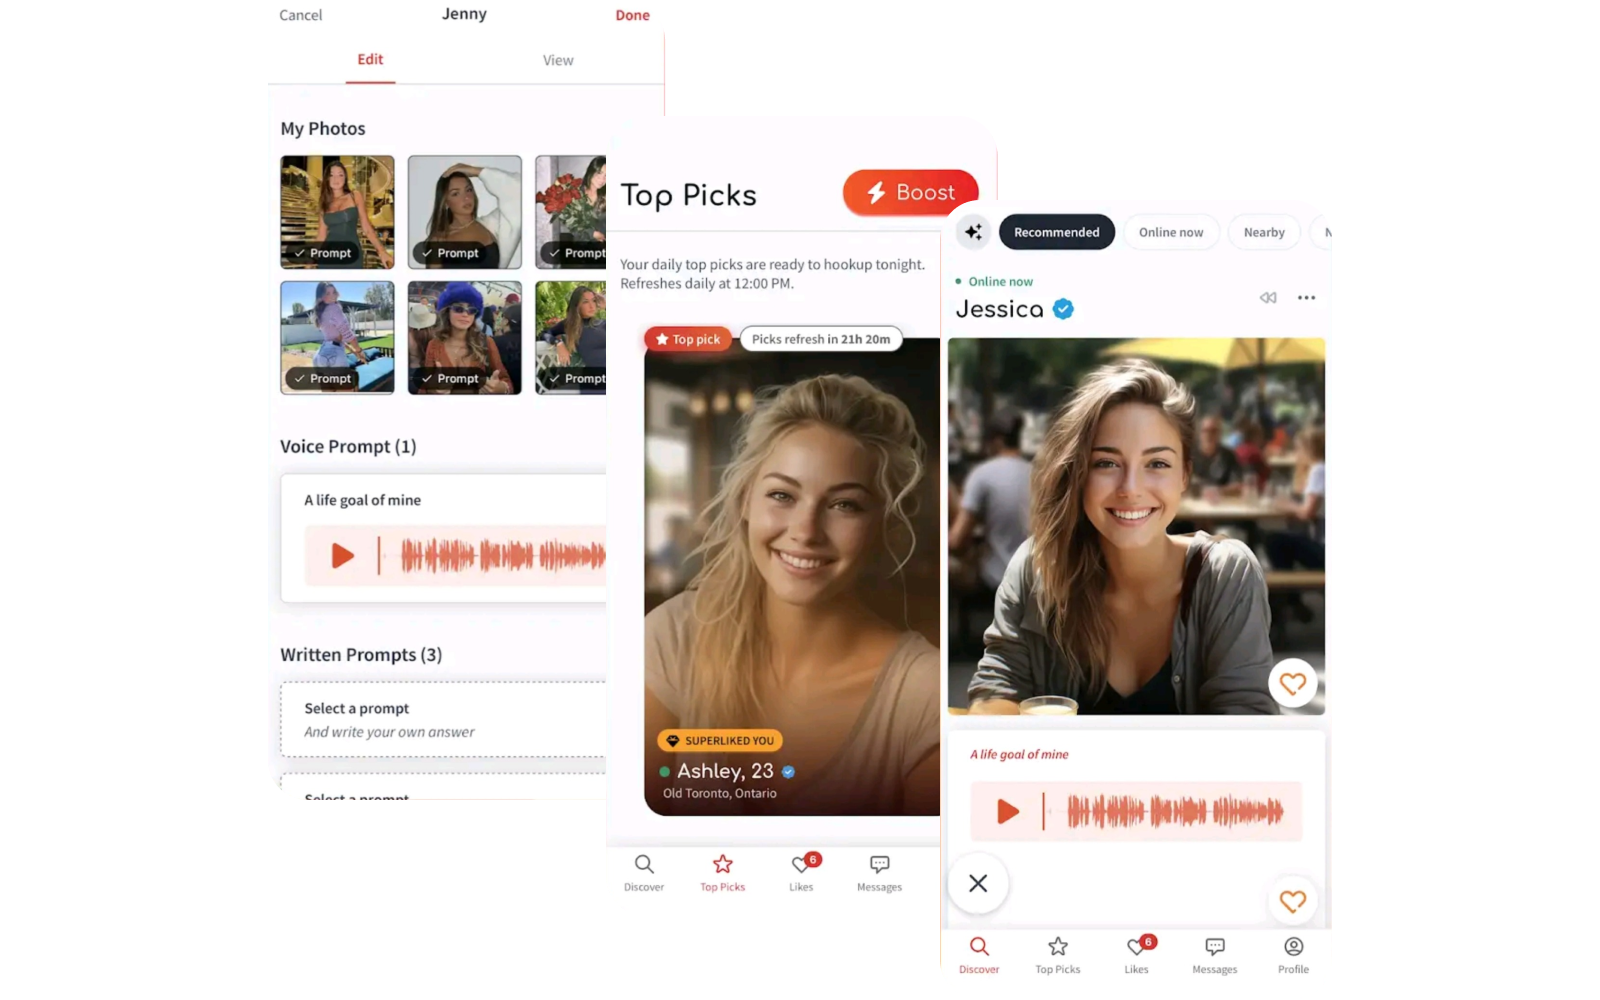 Cancel Jenny Done
Edit View
My Photos
Prompt Prompt Prompt
Prompt Prompt Prompt
Voice Prompt (1)
A life goal of mine
Written Prompts (3)
Select a prompt
And write your own answer
Select a prompt
Top Picks Boost
Your daily top picks are ready to hookup tonight.
Refreshes daily at 12:00 PM.
Top pick Picks refresh in 21h 20m
SUPERLIKED YOU
Ashley, 23
Old Toronto, Ontario
6
Discover Top Picks Likes Messages
Recommended Online now Nearby N
Online now
Jessica
A life goal of mine
6
Discover Top Picks Likes Messages Profile